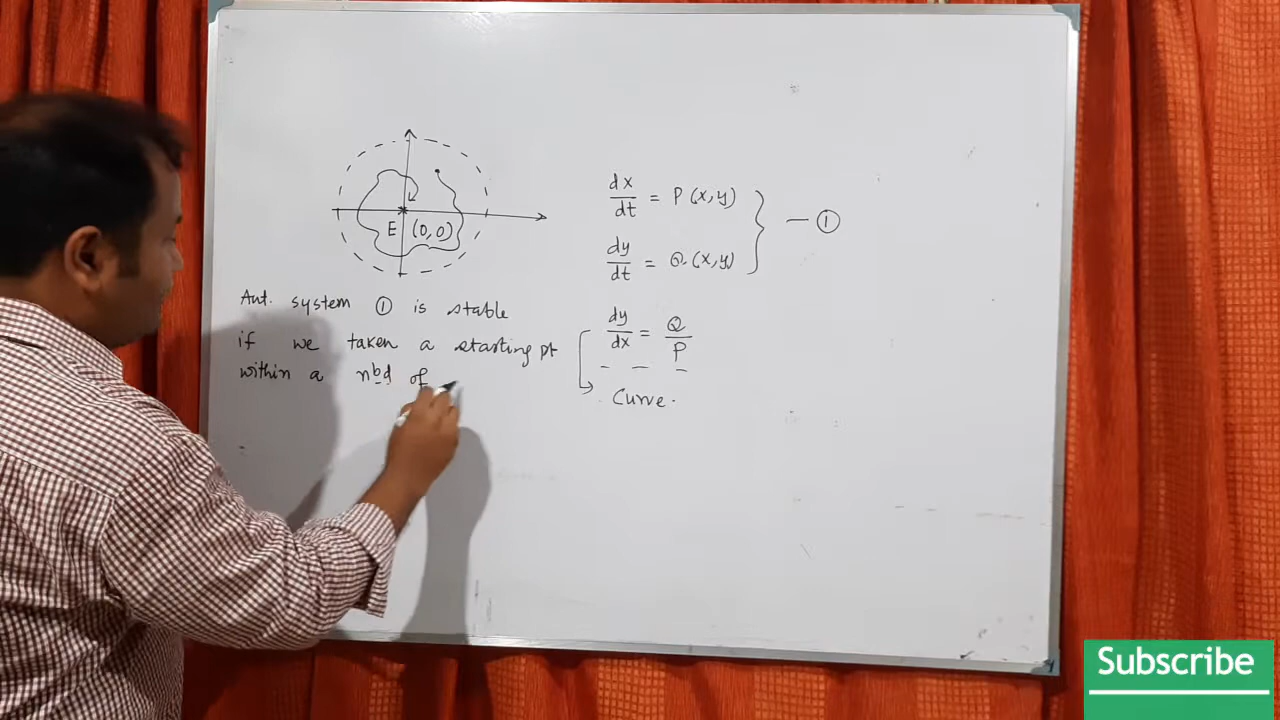 E (0,0)
Aut. system ① is stable
if we taken a starting pt
within a nbd of
dx/dt = P(x,y)
dy/dt = Q(x,y)
— ①
dy/dx = Q/P
Curve.
Subscribe